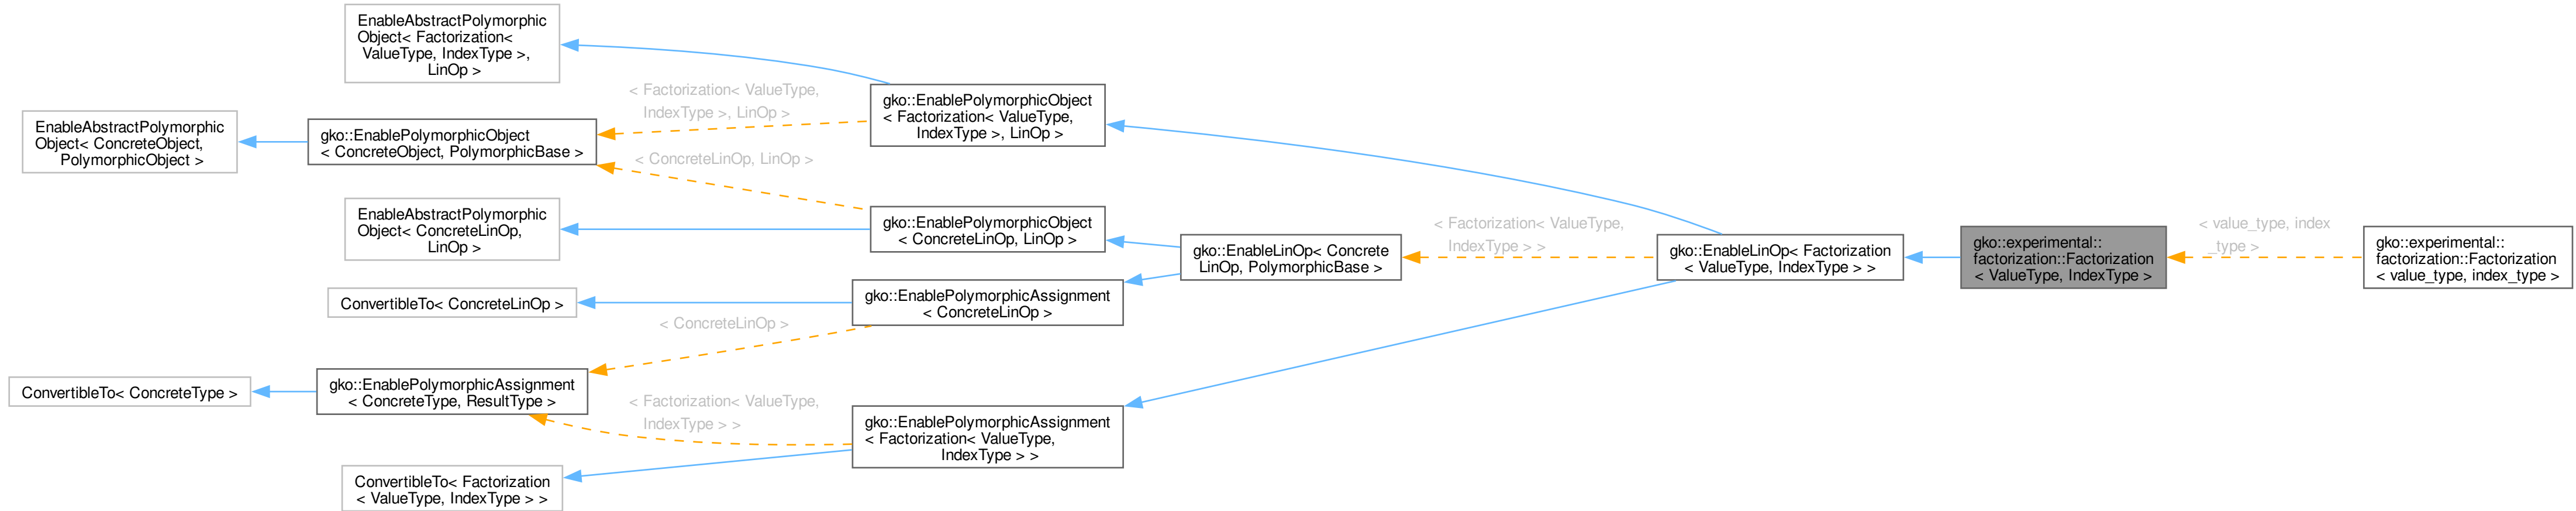 EnableAbstractPolymorphic
Object< Factorization<
ValueType, IndexType >,
LinOp >
EnableAbstractPolymorphic
Object< ConcreteObject,
PolymorphicObject >
gko::EnablePolymorphicObject
< ConcreteObject, PolymorphicBase >
< Factorization< ValueType,
IndexType >, LinOp >
< ConcreteLinOp, LinOp >
gko::EnablePolymorphicObject
< Factorization< ValueType,
IndexType >, LinOp >
EnableAbstractPolymorphic
Object< ConcreteLinOp,
LinOp >
gko::EnablePolymorphicObject
< ConcreteLinOp, LinOp >
ConvertibleTo< ConcreteLinOp >
gko::EnablePolymorphicAssignment
< ConcreteLinOp >
gko::EnableLinOp< Concrete
LinOp, PolymorphicBase >
< Factorization< ValueType,
IndexType > >
gko::EnableLinOp< Factorization
< ValueType, IndexType > >
gko::experimental::
factorization::Factorization
< ValueType, IndexType >
< value_type, index
_type >
gko::experimental::
factorization::Factorization
< value_type, index_type >
< ConcreteLinOp >
ConvertibleTo< ConcreteType >
gko::EnablePolymorphicAssignment
< ConcreteType, ResultType >
< Factorization< ValueType,
IndexType > >
gko::EnablePolymorphicAssignment
< Factorization< ValueType,
IndexType > >
ConvertibleTo< Factorization
< ValueType, IndexType > >